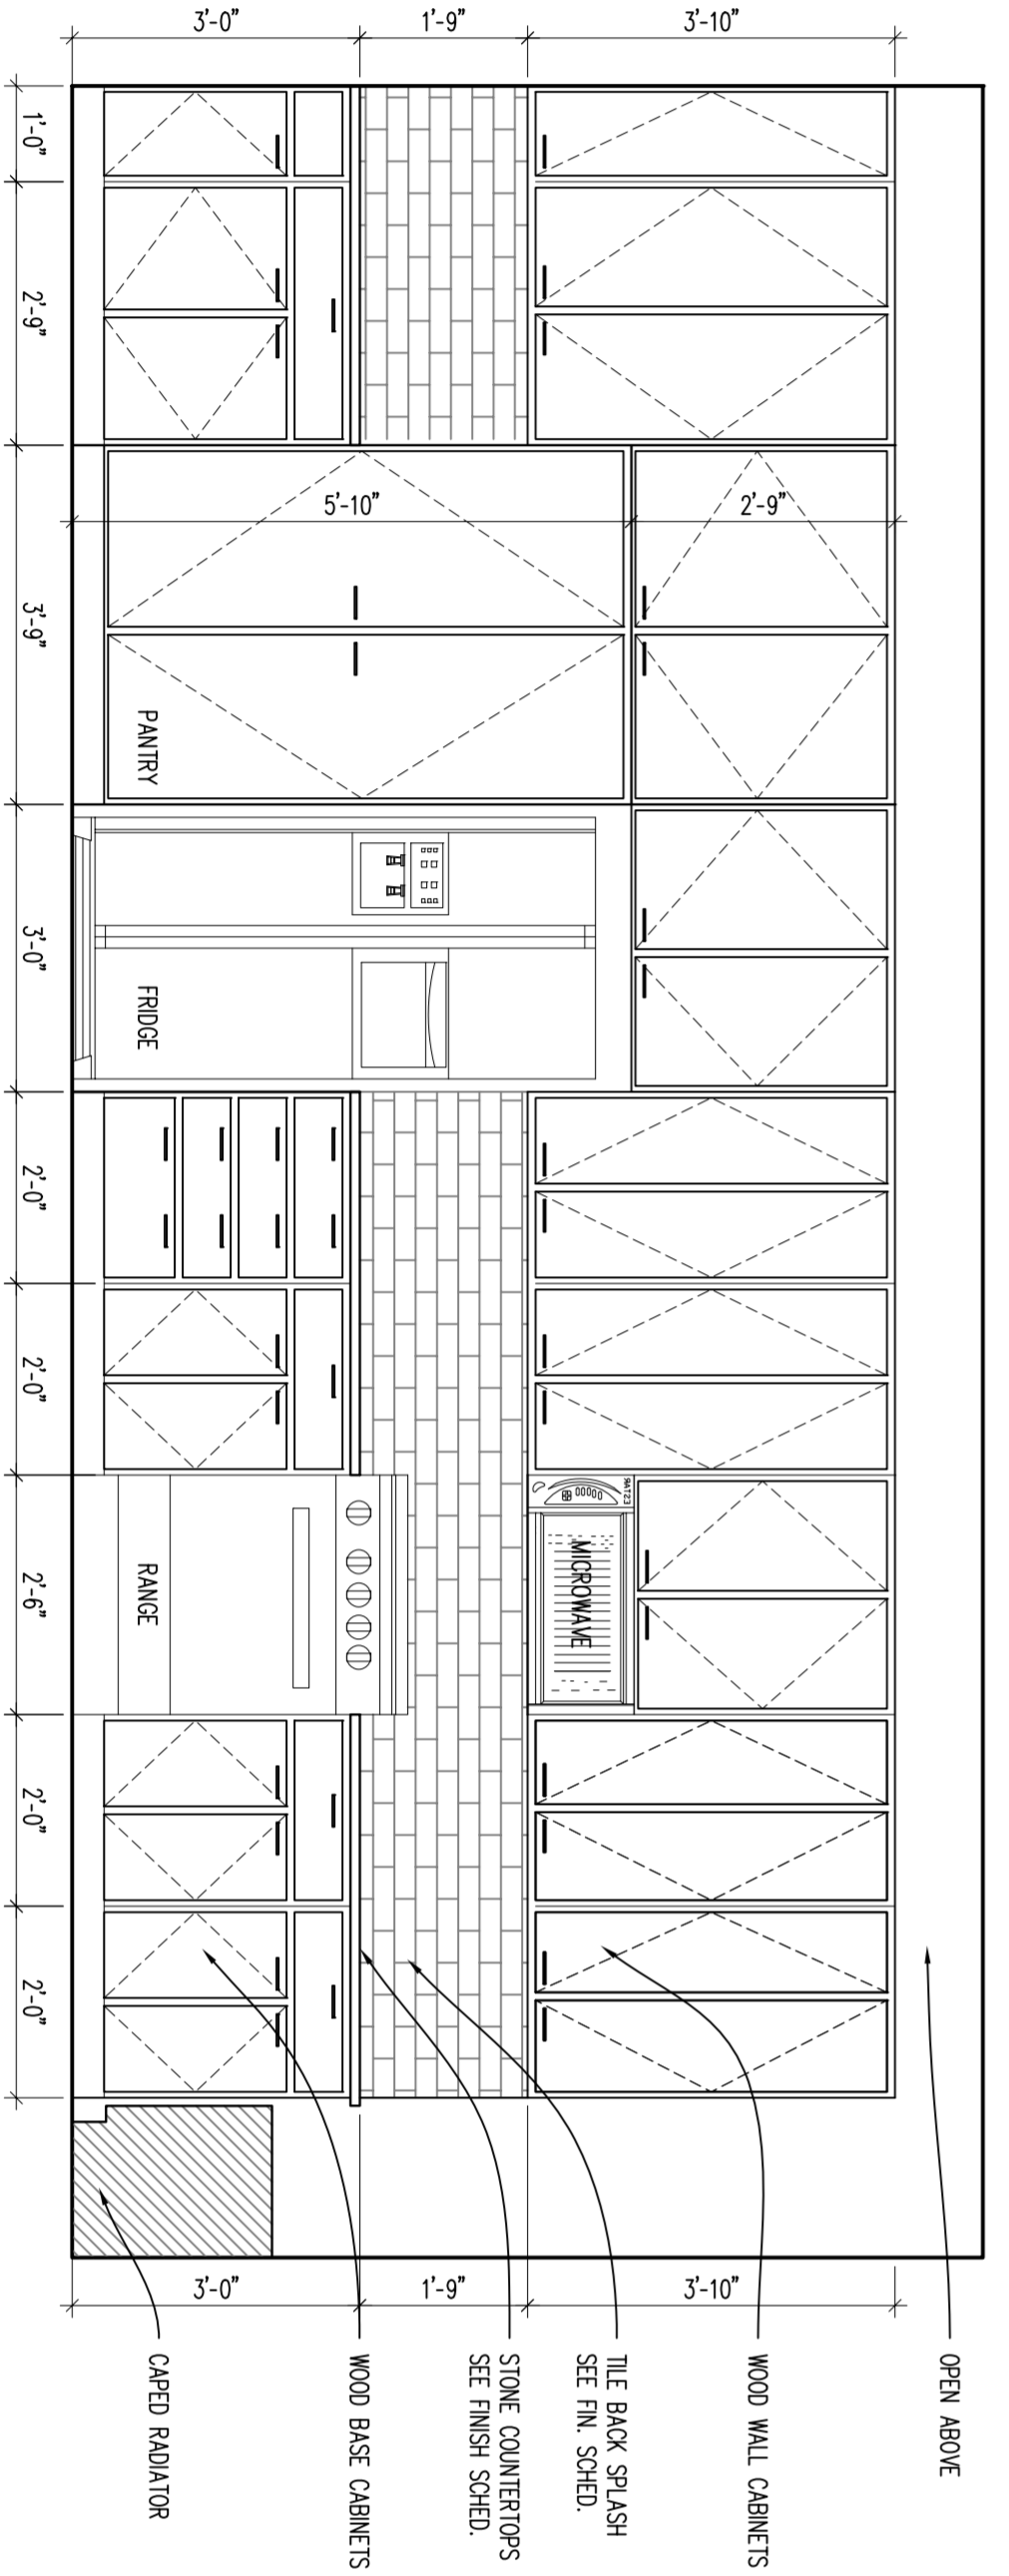 OPEN ABOVE
WOOD WALL CABINETS
TILE BACK SPLASH
SEE FIN. SCHED.
STONE COUNTERTOPS
SEE FINISH SCHED.
WOOD BASE CABINETS
CAPED RADIATOR
3'-10"
1'-9"
3'-0"
3'-10"
1'-9"
3'-0"
2'-9"
5'-10"
PANTRY
FRIDGE
MICROWAVE
RANGE
1'-0"
2'-9"
3'-9"
3'-0"
2'-0"
2'-0"
2'-6"
2'-0"
2'-0"